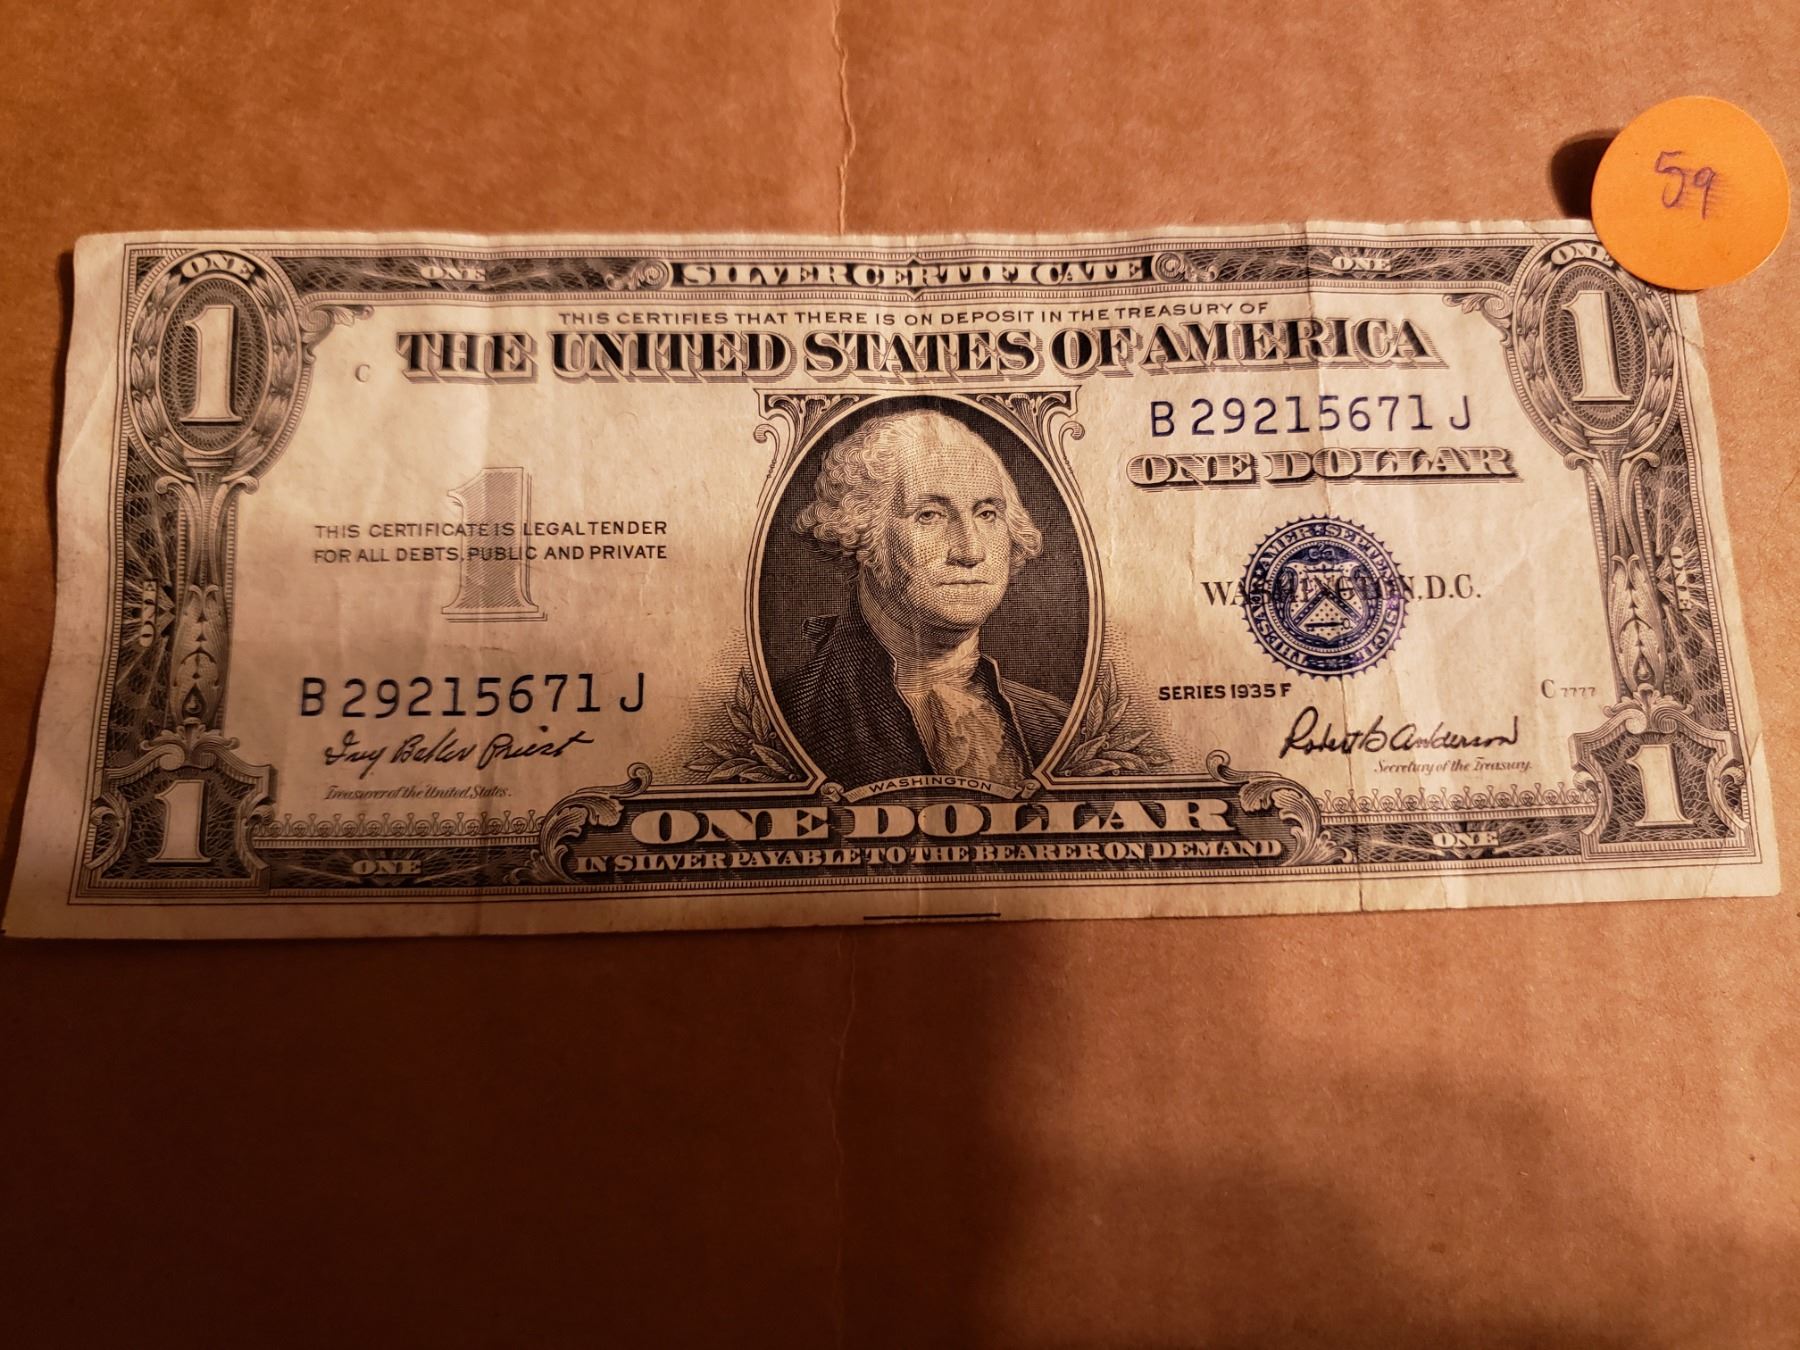 59
ONE ONE SILVER CERTIFICATE ONE ONE
1 1
THIS CERTIFIES THAT THERE IS ON DEPOSIT IN THE TREASURY OF
C THE UNITED STATES OF AMERICA
B 29215671 J
ONE DOLLAR
1
THIS CERTIFICATE IS LEGAL TENDER
FOR ALL DEBTS, PUBLIC AND PRIVATE
WASHINGTON, D.C.
ONE ONE
B 29215671 J
SERIES 1935 F C 7777
Ivy Baker Priest
Treasurer of the United States.
Robert B Anderson
Secretary of the Treasury.
WASHINGTON
1 ONE DOLLAR 1
ONE IN SILVER PAYABLE TO THE BEARER ON DEMAND ONE